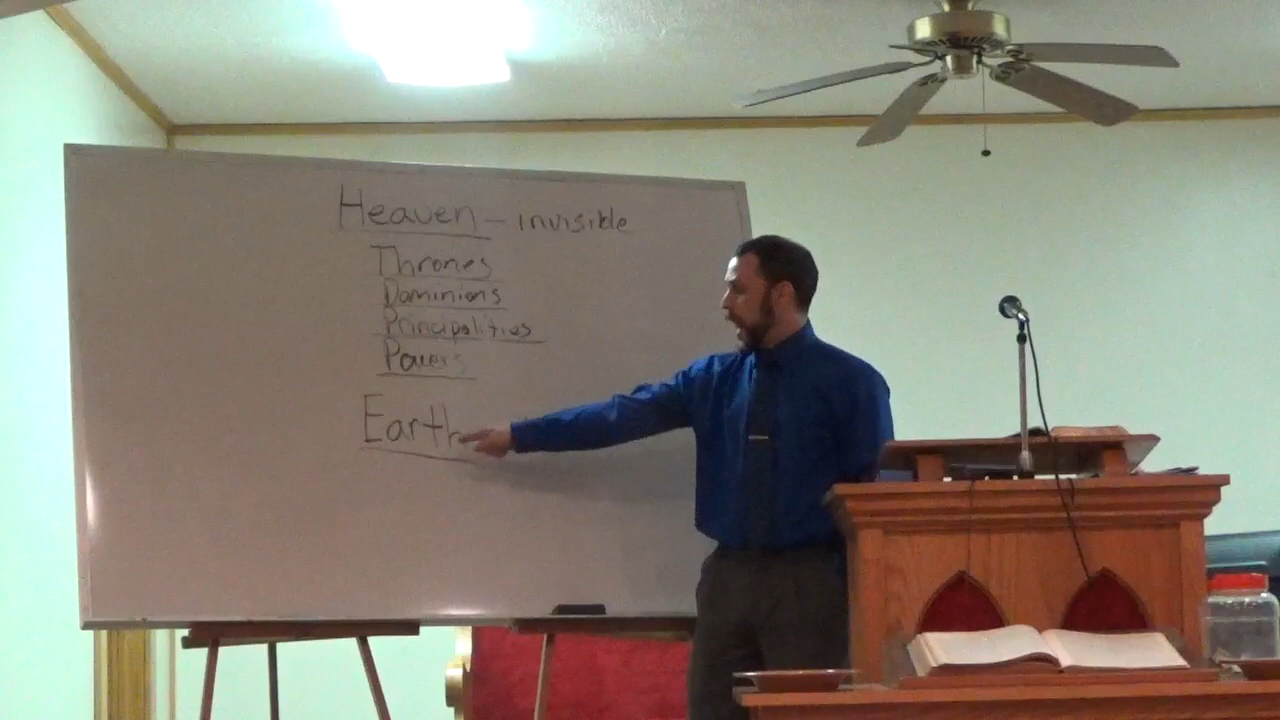 Heaven - invisible
Thrones
Dominions
Principalities
Powers
Earth